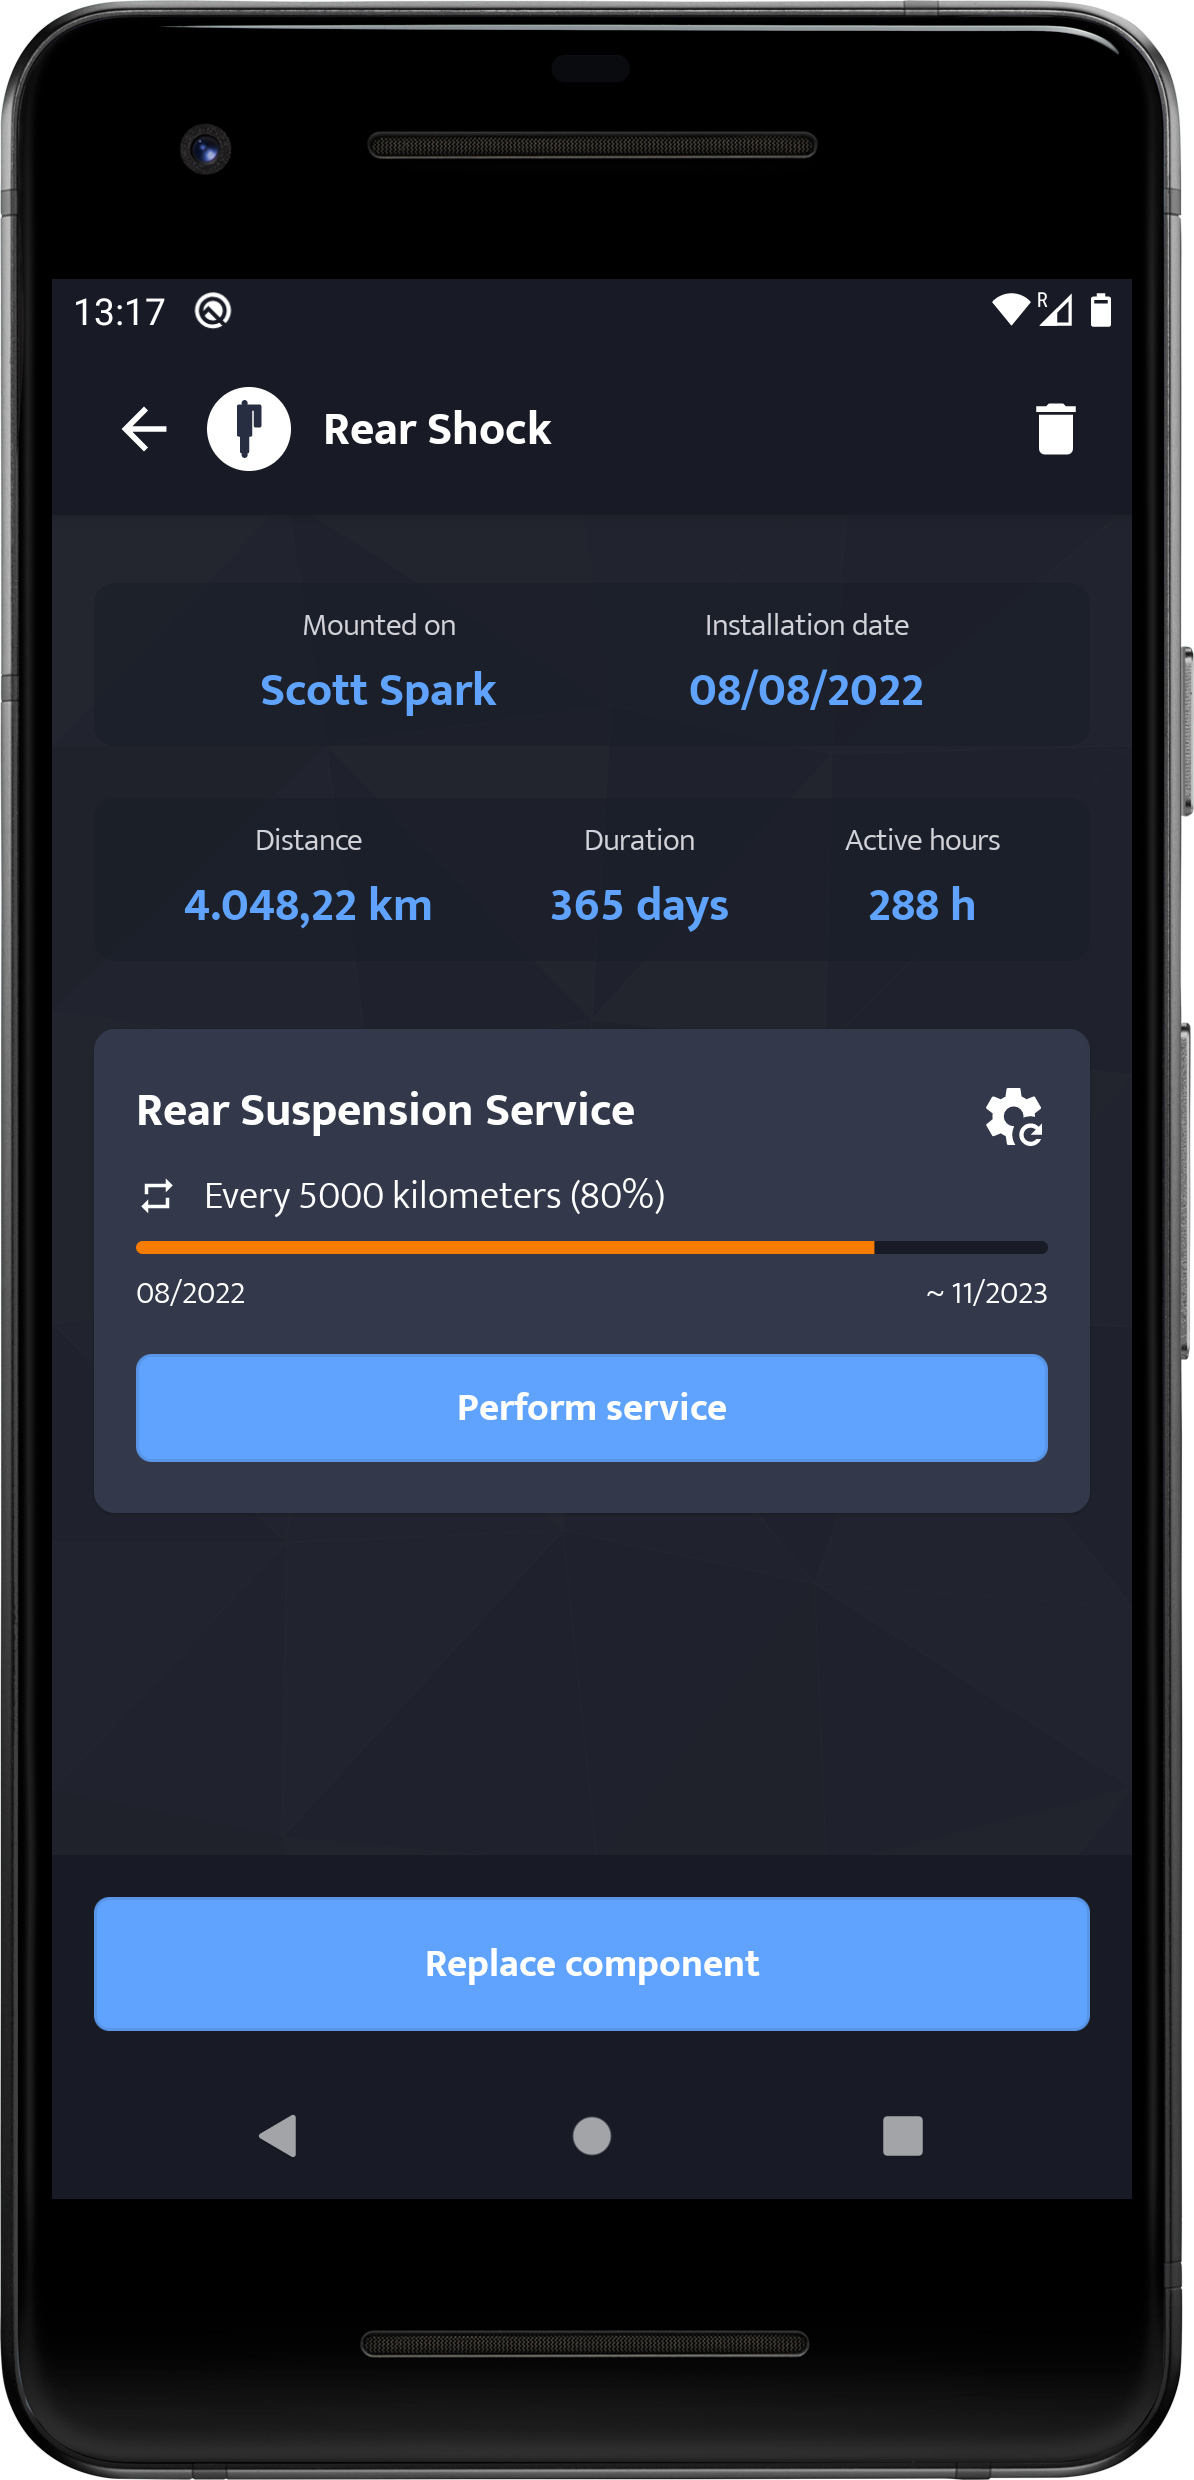 13:17
R
Rear Shock
Mounted on
Installation date
Scott Spark
08/08/2022
Distance
Duration
Active hours
4.048,22 km
365 days
288 h
Rear Suspension Service
Every 5000 kilometers (80%)
08/2022
~ 11/2023
Perform service
Replace component